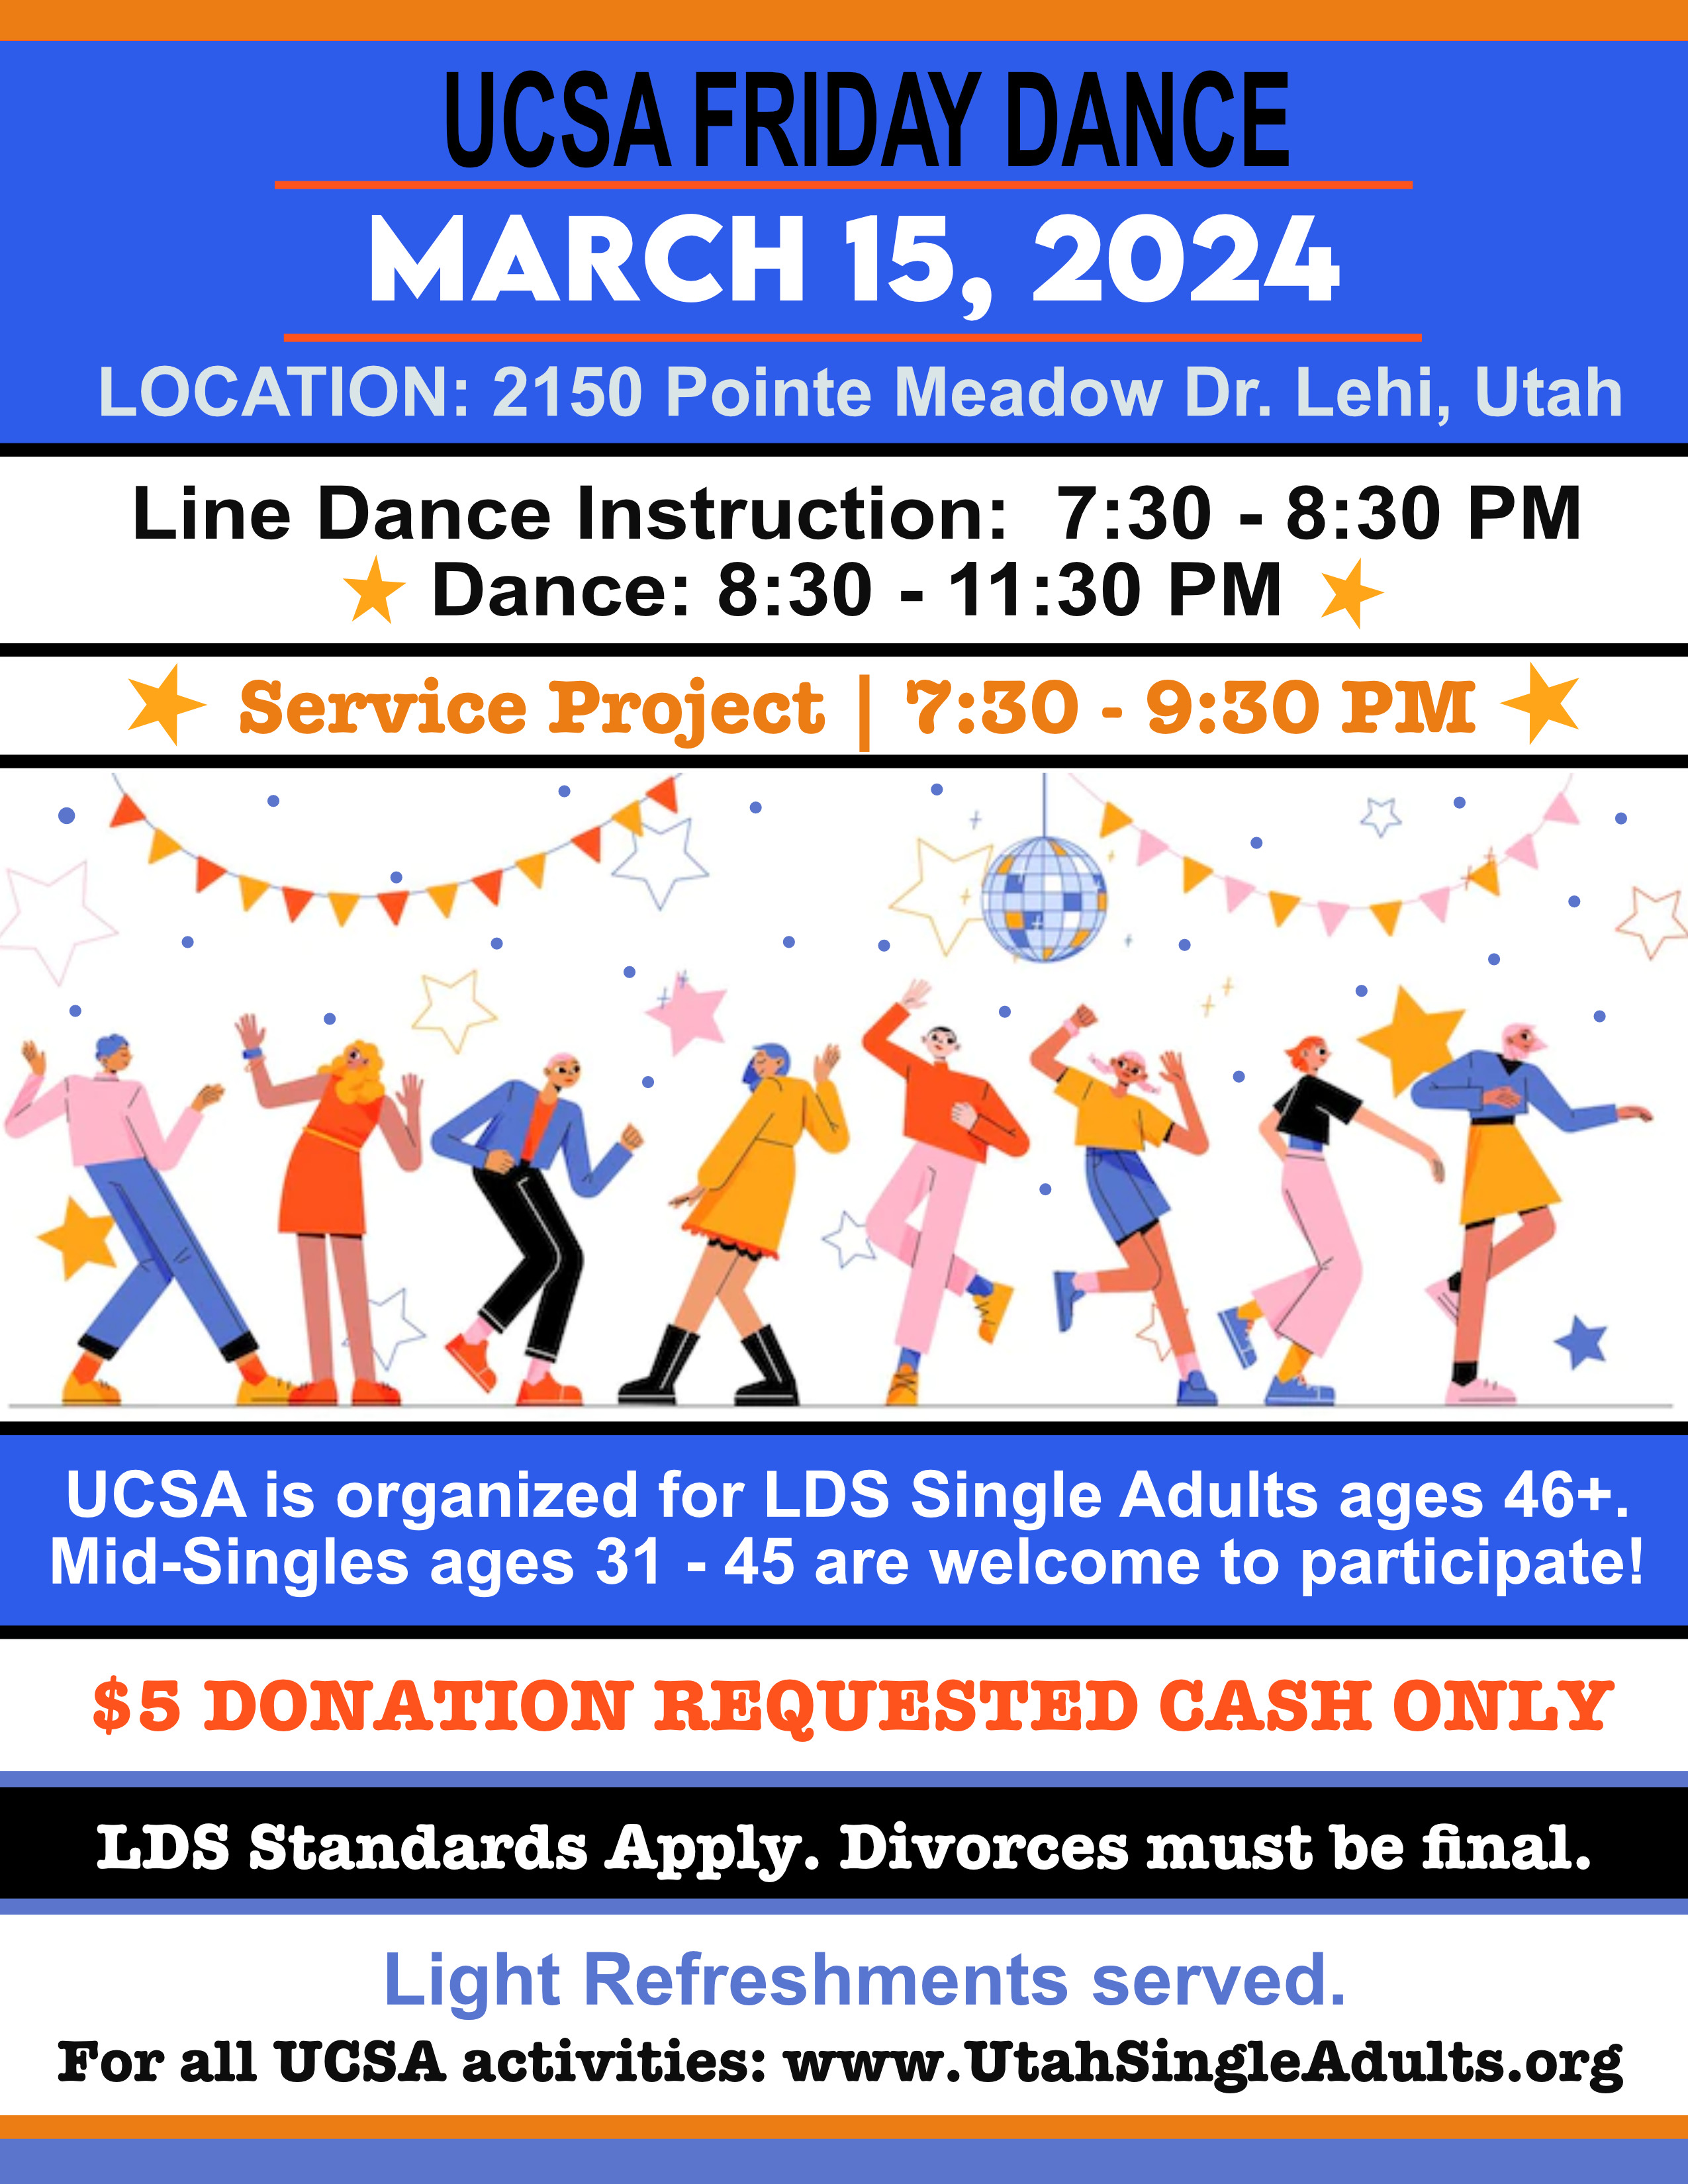 UCSA FRIDAY DANCE
MARCH 15, 2024
LOCATION: 2150 Pointe Meadow Dr. Lehi, Utah
Line Dance Instruction: 7:30 - 8:30 PM
Dance: 8:30 - 11:30 PM
Service Project | 7:30 - 9:30 PM
UCSA is organized for LDS Single Adults ages 46+.
Mid-Singles ages 31 - 45 are welcome to participate!
$5 DONATION REQUESTED CASH ONLY
LDS Standards Apply. Divorces must be final.
Light Refreshments served.
For all UCSA activities: www.UtahSingleAdults.org